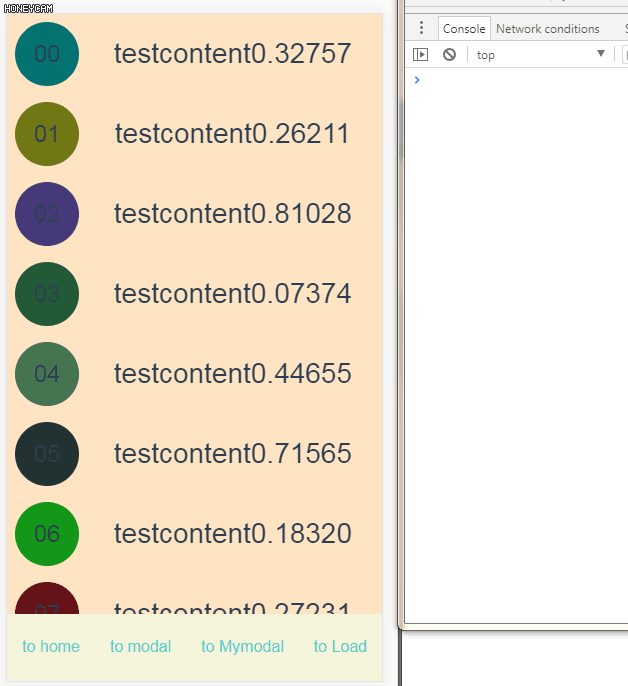 HONEYCAM
00 testcontent0.32757
01 testcontent0.26211
02 testcontent0.81028
03 testcontent0.07374
04 testcontent0.44655
05 testcontent0.71565
06 testcontent0.18320
07 testcontent0.27231
to home to modal to Mymodal to Load
Console Network conditions S
top